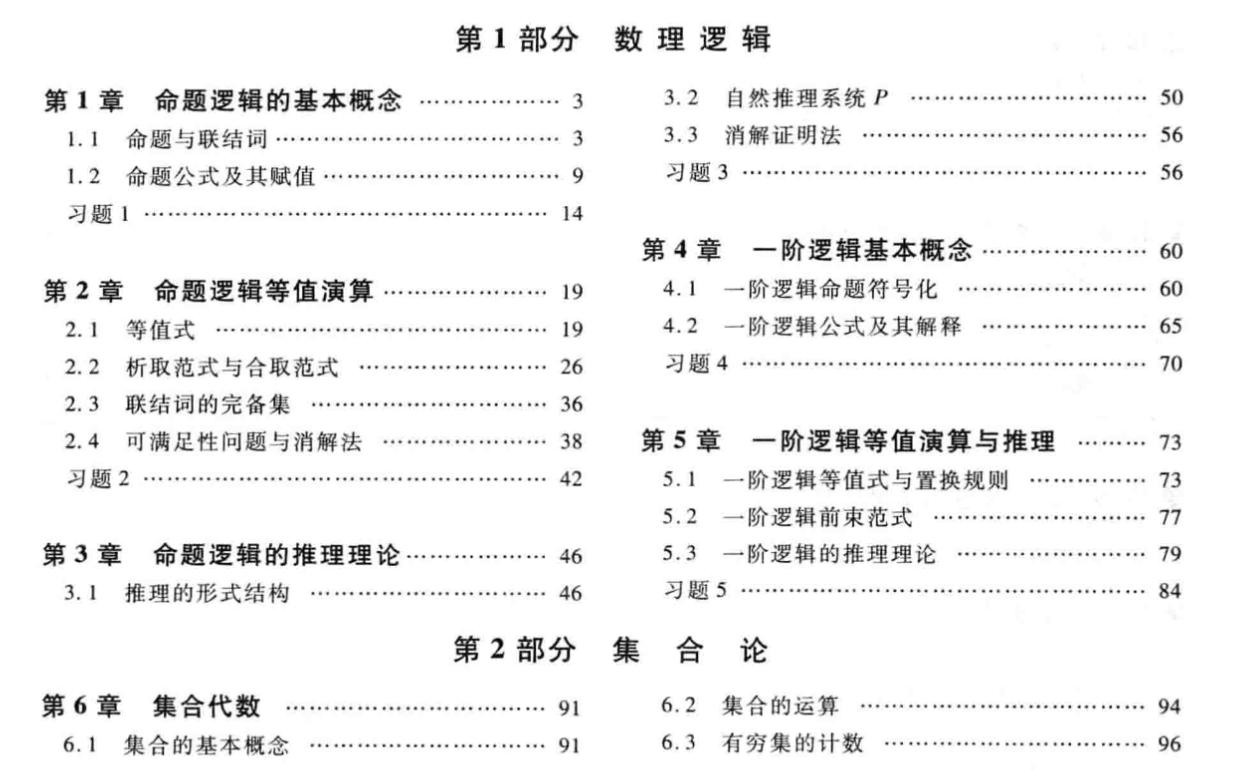 第1部分 数理逻辑
第1章 命题逻辑的基本概念 …………………… 3
1.1 命题与联结词 …………………… 3
1.2 命题公式及其赋值 …………………… 9
习题1 …………………… 14
第2章 命题逻辑等值演算 …………………… 19
2.1 等值式 …………………… 19
2.2 析取范式与合取范式 …………………… 26
2.3 联结词的完备集 …………………… 36
2.4 可满足性问题与消解法 …………………… 38
习题2 …………………… 42
第3章 命题逻辑的推理理论 …………………… 46
3.1 推理的形式结构 …………………… 46
3.2 自然推理系统P …………………… 50
3.3 消解证明法 …………………… 56
习题3 …………………… 56
第4章 一阶逻辑基本概念 …………………… 60
4.1 一阶逻辑命题符号化 …………………… 60
4.2 一阶逻辑公式及其解释 …………………… 65
习题4 …………………… 70
第5章 一阶逻辑等值演算与推理 ……… 73
5.1 一阶逻辑等值式与置换规则 …………… 73
5.2 一阶逻辑前束范式 …………………… 77
5.3 一阶逻辑的推理理论 …………………… 79
习题5 …………………… 84
第2部分 集合论
第6章 集合代数 …………………… 91
6.1 集合的基本概念 …………………… 91
6.2 集合的运算 …………………… 94
6.3 有穷集的计数 …………………… 96